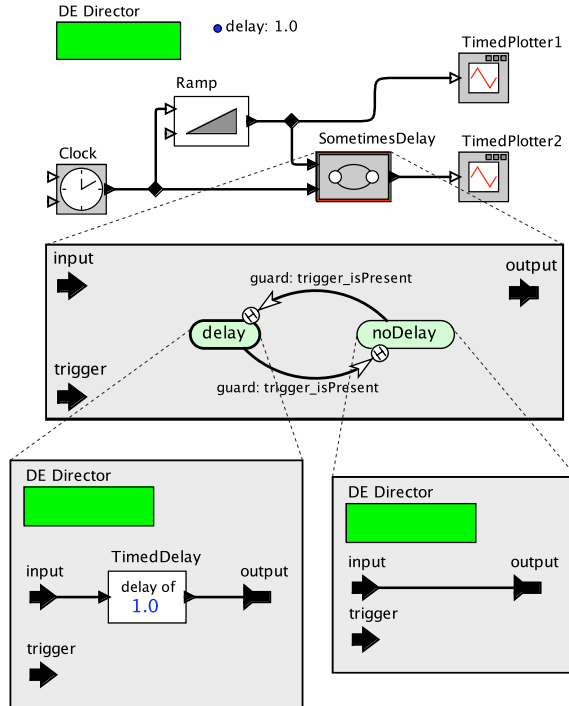 DE Director
delay: 1.0
TimedPlotter1
Ramp
SometimesDelay
TimedPlotter2
Clock
input
output
guard: trigger_isPresent
H
delay
noDelay
H
trigger
guard: trigger_isPresent
DE Director
TimedDelay
input
delay of
1.0
output
trigger
DE Director
input
output
trigger